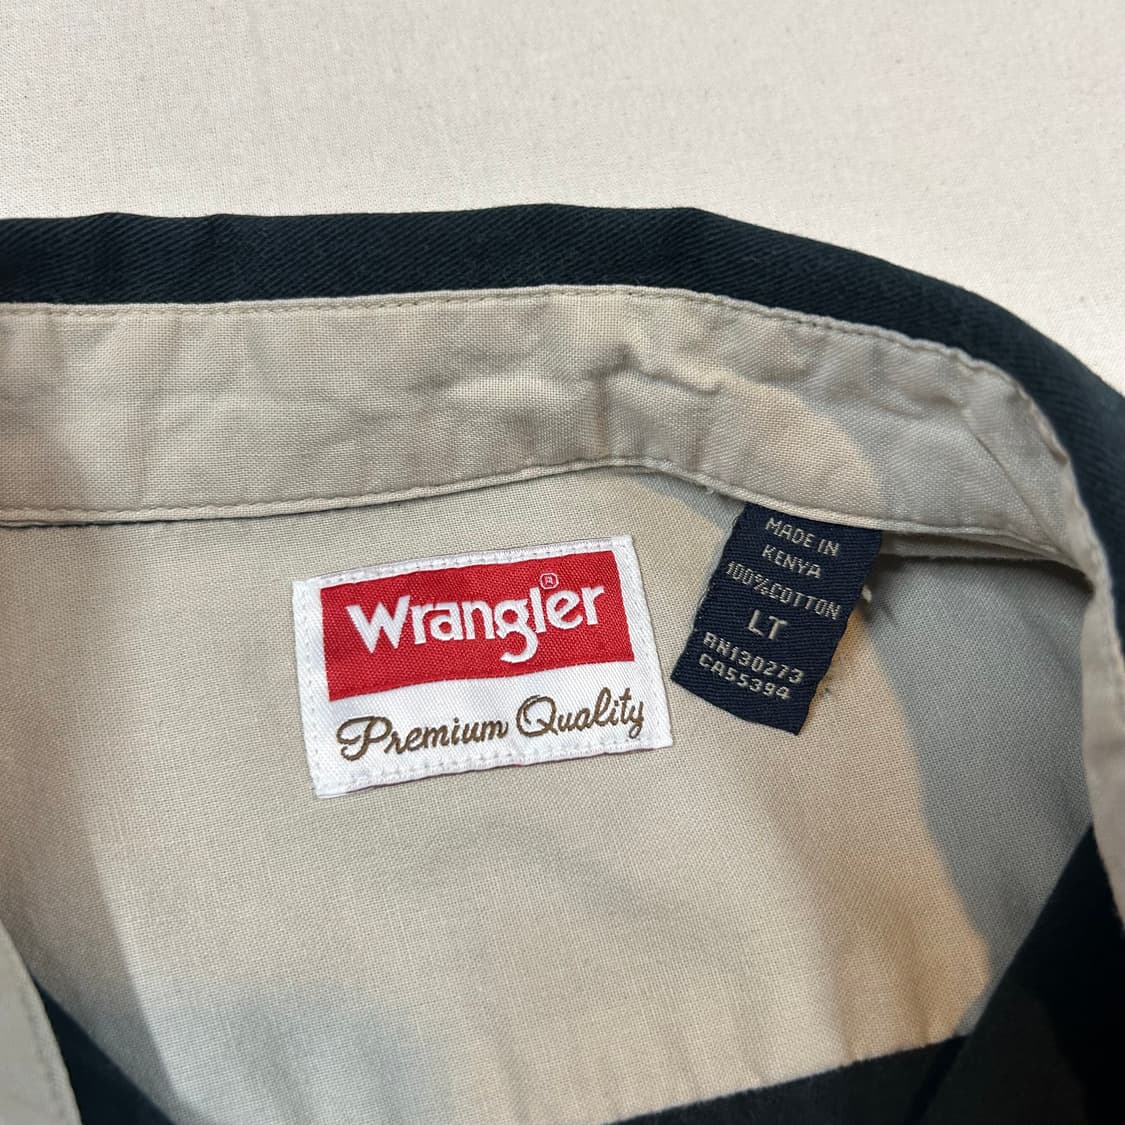 Wrangler®
Premium Quality
MADE IN
KENYA
100%COTTON
LT
RN130273
CA55394